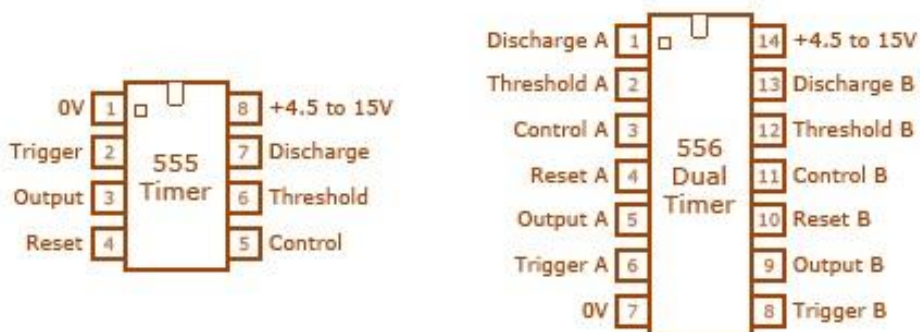 0V 1 8 +4.5 to 15V
Trigger 2 7 Discharge
555
Timer
Output 3 6 Threshold
Reset 4 5 Control
Discharge A 1 14 +4.5 to 15V
Threshold A 2 13 Discharge B
Control A 3 12 Threshold B
556
Dual
Timer
Reset A 4 11 Control B
Output A 5 10 Reset B
Trigger A 6 9 Output B
0V 7 8 Trigger B